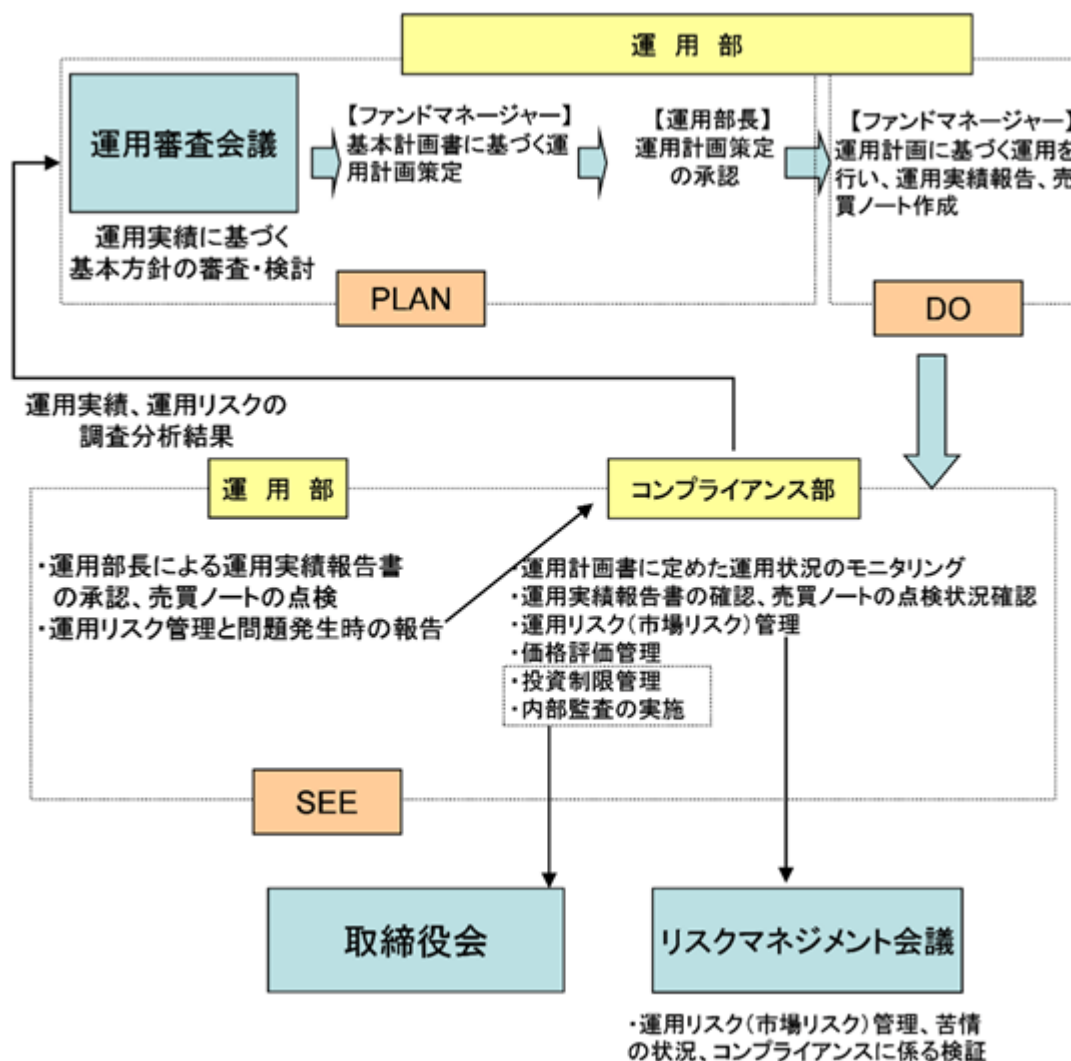 運用部
運用審査会議
運用実績に基づく
基本方針の審査・検討
【ファンドマネージャー】
基本計画書に基づく運
用計画策定
【運用部長】
運用計画策定
の承認
【ファンドマネージャー】
運用計画に基づく運用を
行い、運用実績報告、売
買ノート作成
PLAN
DO
運用実績、運用リスクの
調査分析結果
運用部
コンプライアンス部
・運用部長による運用実績報告書
の承認、売買ノートの点検
・運用リスク管理と問題発生時の報告
・運用計画書に定めた運用状況のモニタリング
・運用実績報告書の確認、売買ノートの点検状況確認
・運用リスク(市場リスク)管理
・価格評価管理
・投資制限管理
・内部監査の実施
SEE
取締役会
リスクマネジメント会議
・運用リスク(市場リスク)管理、苦情
の状況、コンプライアンスに係る検証